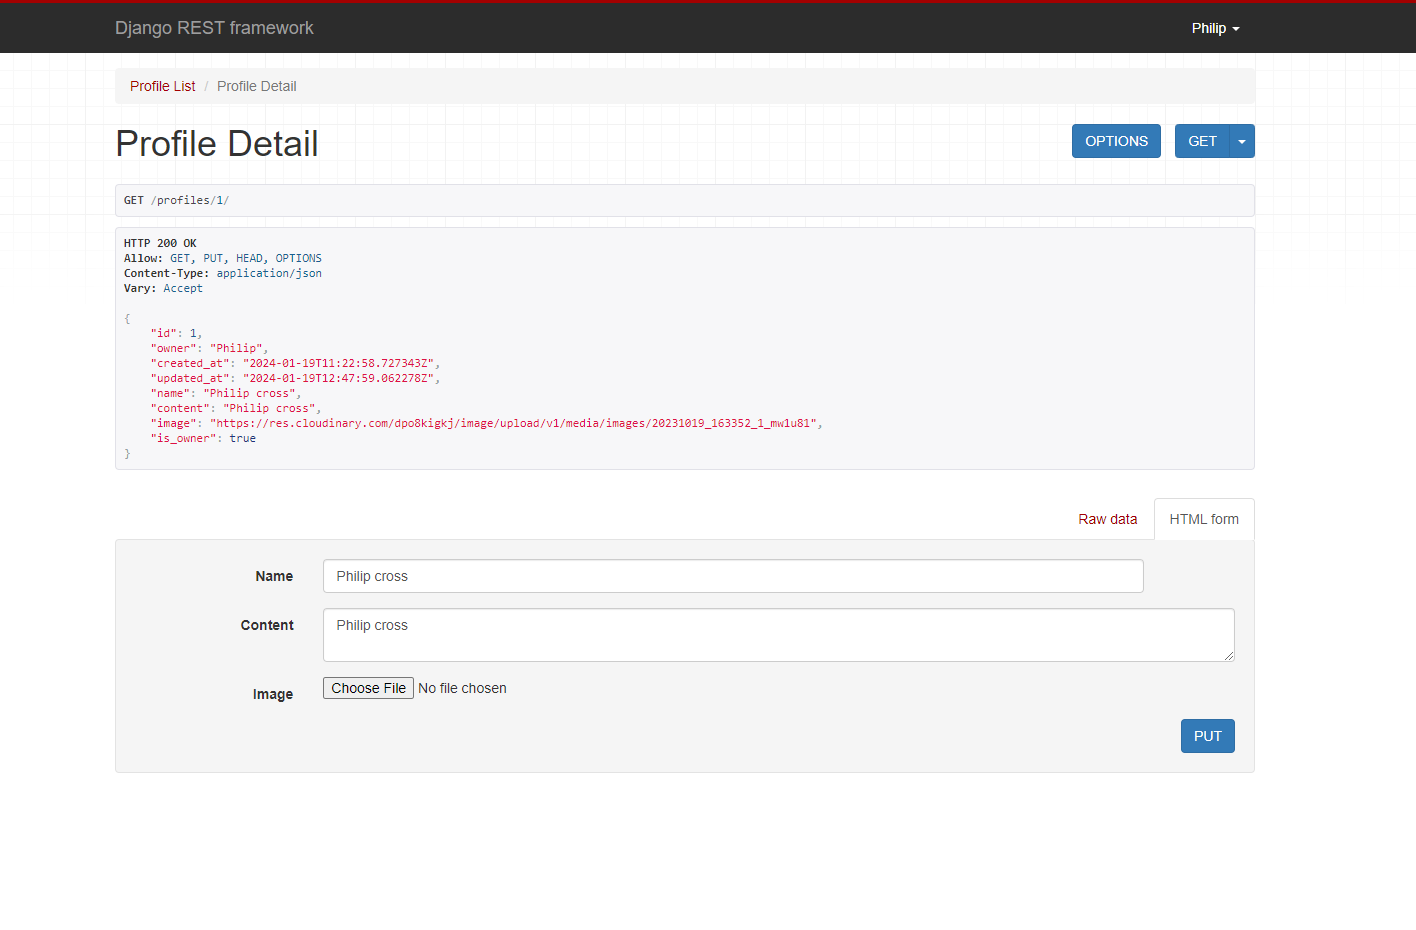 Django REST framework
Philip
Profile List / Profile Detail
Profile Detail
OPTIONS
GET
GET /profiles/1/
HTTP 200 OK
Allow: GET, PUT, HEAD, OPTIONS
Content-Type: application/json
Vary: Accept
{
    "id": 1,
    "owner": "Philip",
    "created_at": "2024-01-19T11:22:58.727343Z",
    "updated_at": "2024-01-19T12:47:59.062278Z",
    "name": "Philip cross",
    "content": "Philip cross",
    "image": "https://res.cloudinary.com/dpo8kigkj/image/upload/v1/media/images/20231019_163352_1_mw1u81",
    "is_owner": true
}
Raw data
HTML form
Name
Philip cross
Content
Philip cross
Image
Choose File No file chosen
PUT